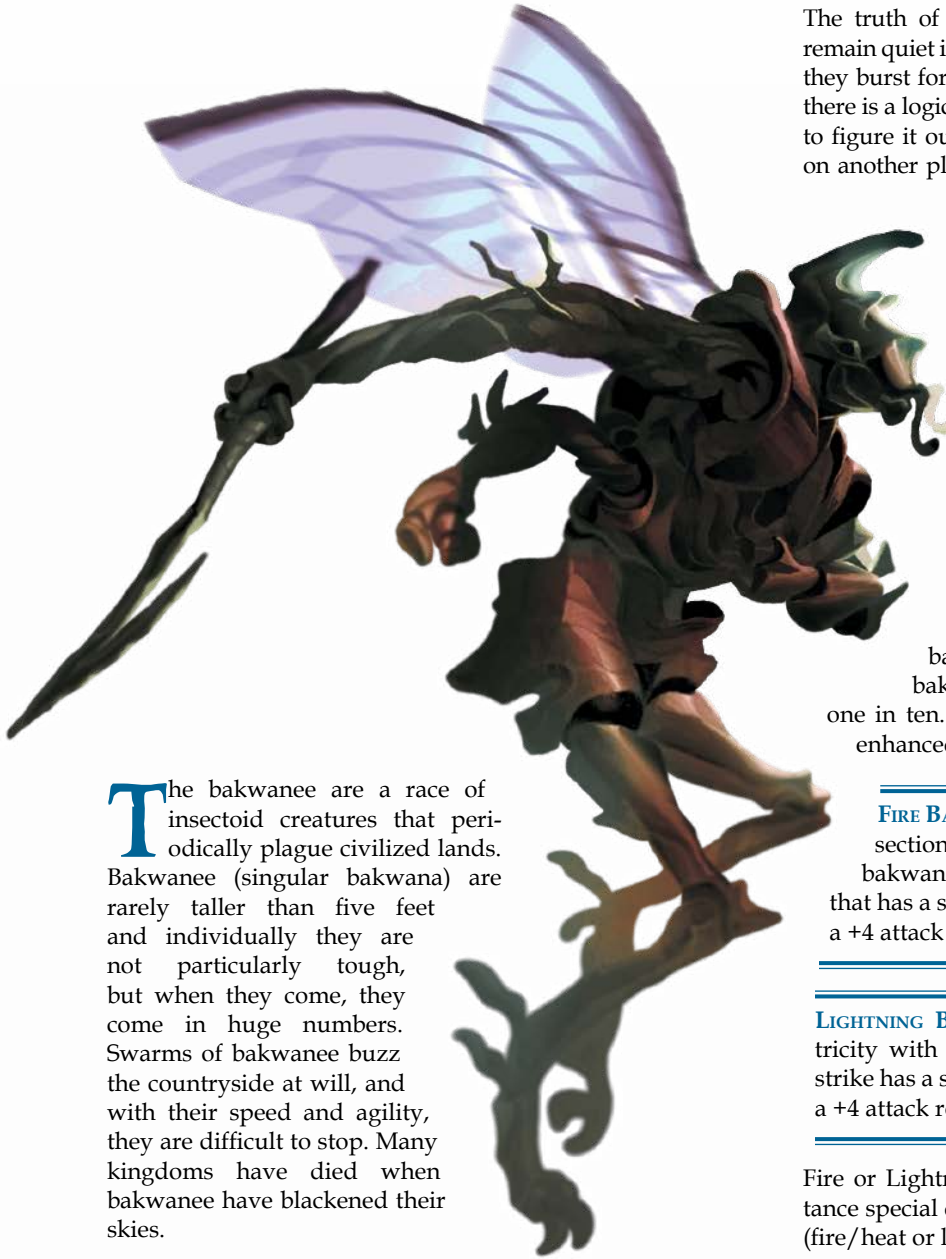 The bakwanee are a race of
insectoid creatures that peri-
odically plague civilized lands.
Bakwanee (singular bakwana) are
rarely taller than five feet
and individually they are
not particularly tough,
but when they come, they
come in huge numbers.
Swarms of bakwanee buzz
the countryside at will, and
with their speed and agility,
they are difficult to stop. Many
kingdoms have died when
bakwanee have blackened their
skies.
The truth of
remain quiet i
they burst for
there is a logic
to figure it ou
on another pl
ba
bak
one in ten.
enhanced
FIRE BA
section
bakwan
that has a s
a +4 attack
LIGHTNING B
tricity with
strike has a s
a +4 attack r
Fire or Lightn
tance special
(fire/heat or l